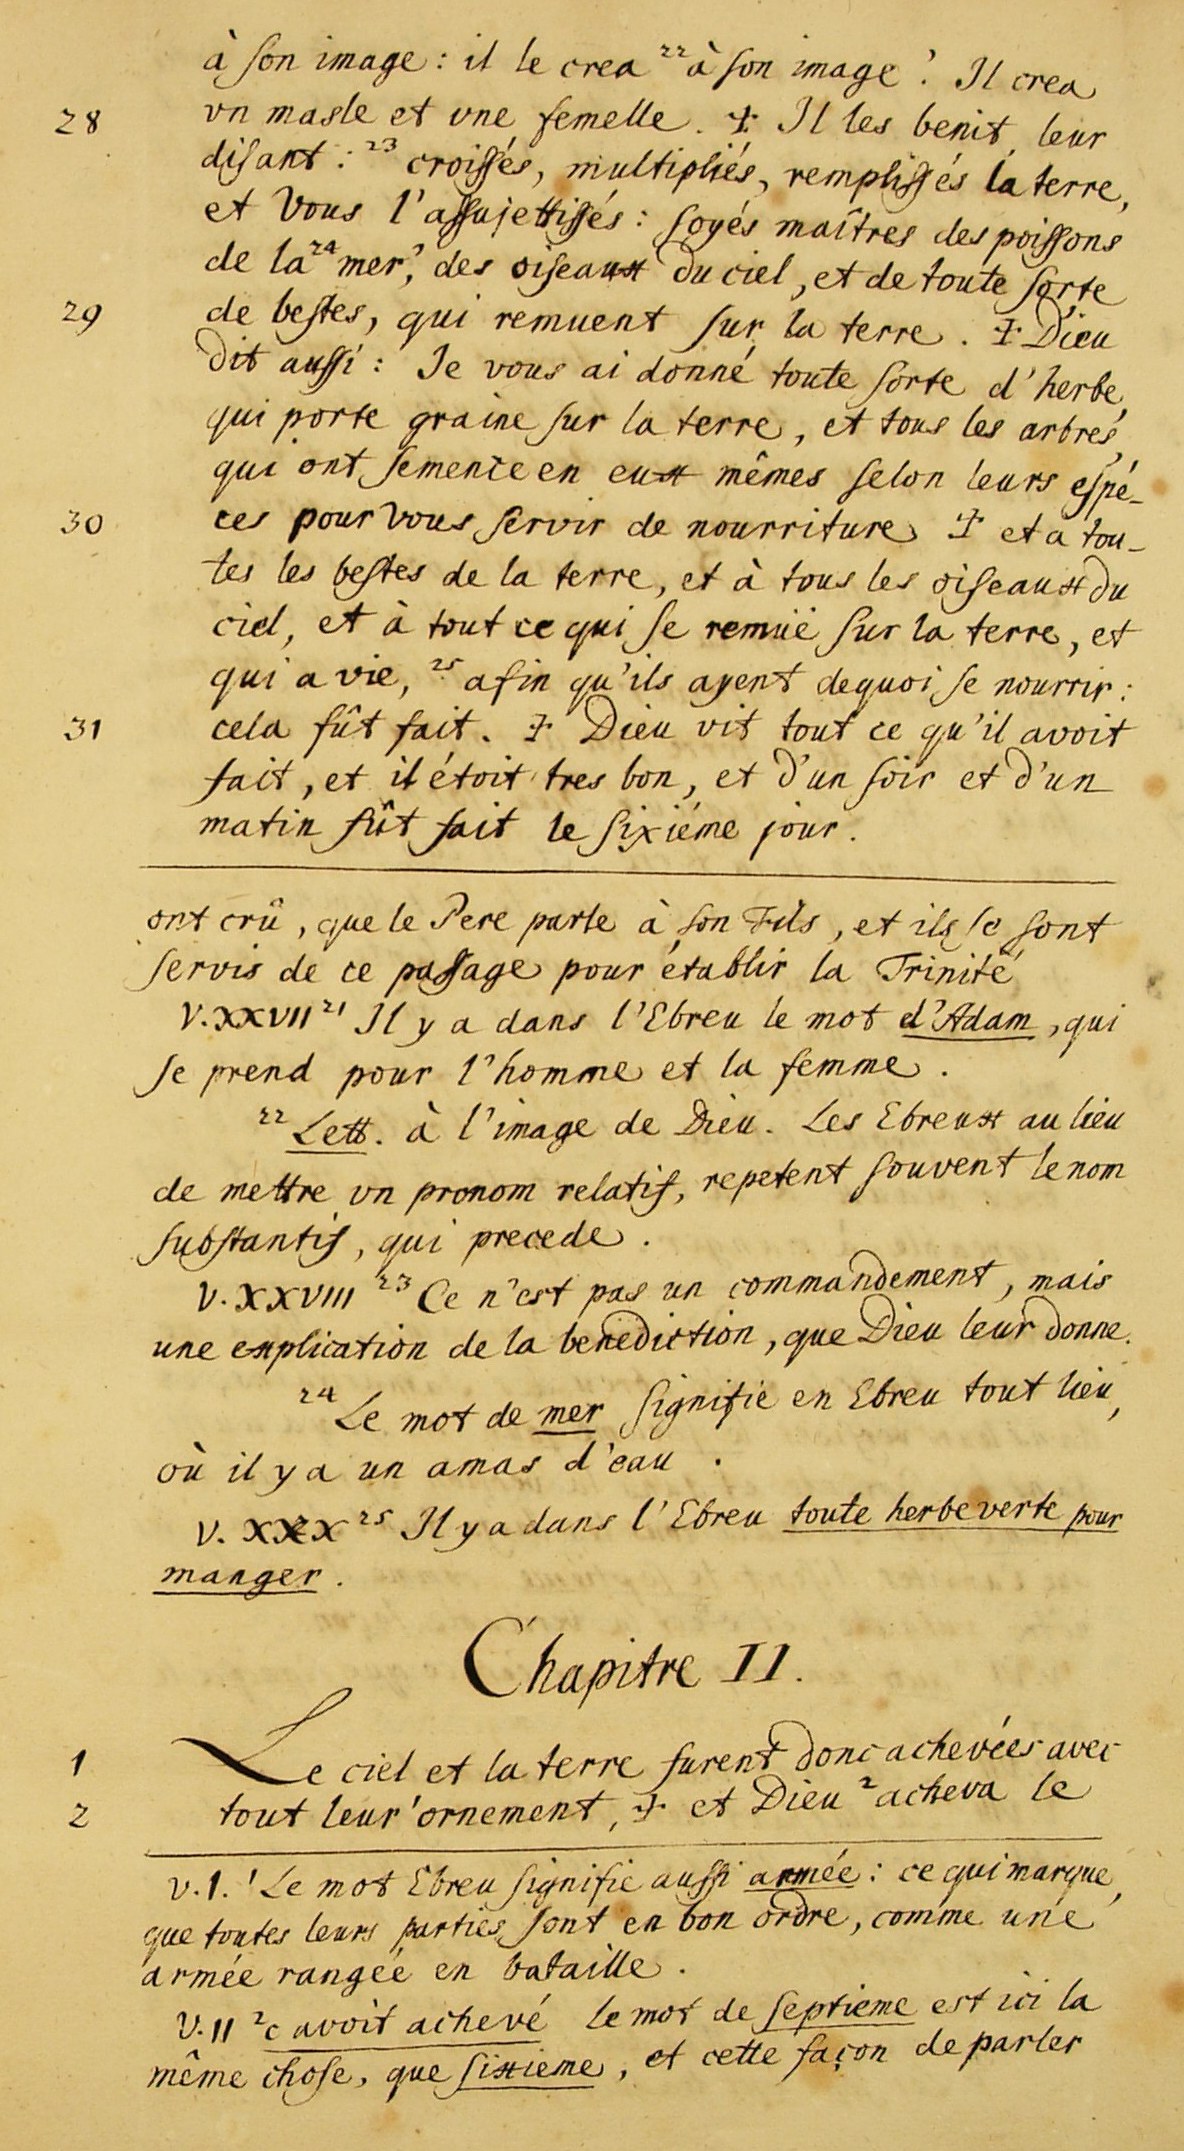 à son image : il le crea ²² à son image ? Il crea
28 vn masle et vne femelle. ☩ Il les benit, leur
disant : ²³ croissés, multipliés, remplissés la terre,
et vous l'assujettissés : soyés maîtres des poissons
de la ²⁴ mer, des oiseaux du ciel, et de toute sorte
29 de bestes, qui remuent sur la terre. ☩ Dieu
dit aussi : Je vous ai donné toute sorte d'herbe,
qui porte graine sur la terre, et tous les arbres,
qui ont semence en eux mêmes selon leurs espé-
30 ces pour vous servir de nourriture ☩ et a tou-
tes les bestes de la terre, et à tous les oiseaux du
ciel, et à tout ce qui se remüe sur la terre, et
qui a vie, ²⁵ afin qu'ils ayent dequoi se nourrir :
31 cela fût fait. ☩ Dieu vit tout ce qu'il avoit
fait, et il étoit tres bon, et d'un soir et d'un
matin fût fait le sixiéme jour.
ont crû, que le Pere parle à son Fils, et ils se sont
servis de ce passage pour établir la Trinité
V. XXVII ²¹ Il y a dans l'Ebreu le mot d'Adam, qui
se prend pour l'homme et la femme.
²² Lett. à l'image de Dieu. Les Ebreux au lieu
de mettre vn pronom relatif, repetent souvent le nom
substantif, qui precede.
V. XXVIII ²³ Ce n'est pas un commandement, mais
une explication de la benediction, que Dieu leur donne.
²⁴ Le mot de mer signifie en Ebreu tout lieu,
où il y a un amas d'eau.
V. XXX ²⁵ Il y a dans l'Ebreu toute herbe verte pour
manger.
Chapitre II.
1 Le ciel et la terre furent donc achevées avec
2 tout leur ¹ ornement, ☩ et Dieu ² acheva le
V. I. ¹ Le mot Ebreu signifie aussi armée : ce qui marque,
que toutes leurs parties sont en bon ordre, comme une
armée rangée en bataille.
V. II ² c avoit achevé le mot de septieme est ici la
même chose, que sixieme, et cette façon de parler